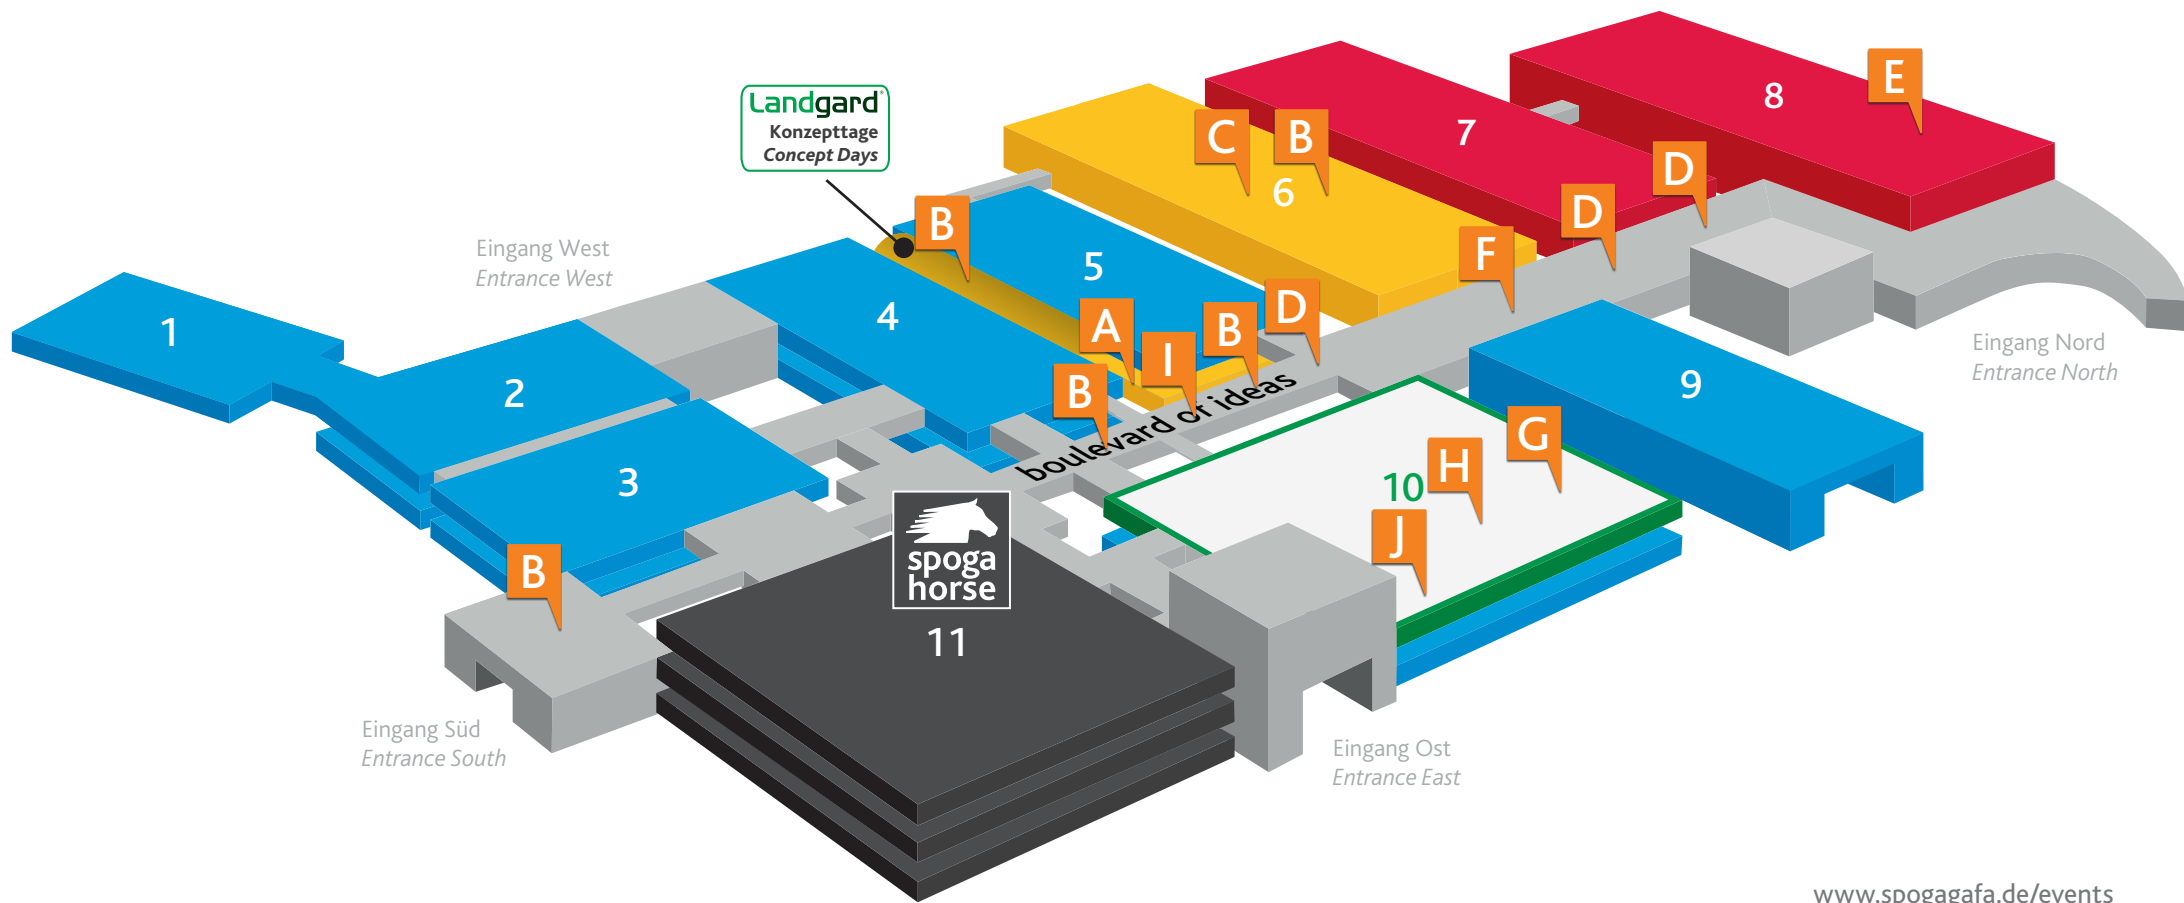 8
E
7
Landgard®
Konzepttage
Concept Days
C
B
6
D
D
B
F
5
Eingang West
Entrance West
4
A
I
B
D
1
2
B
boulevard of ideas
9
Eingang Nord
Entrance North
3
10
H
G
J
B
spoga
horse
11
Eingang Süd
Entrance South
Eingang Ost
Entrance East
www.spogagafa.de/events